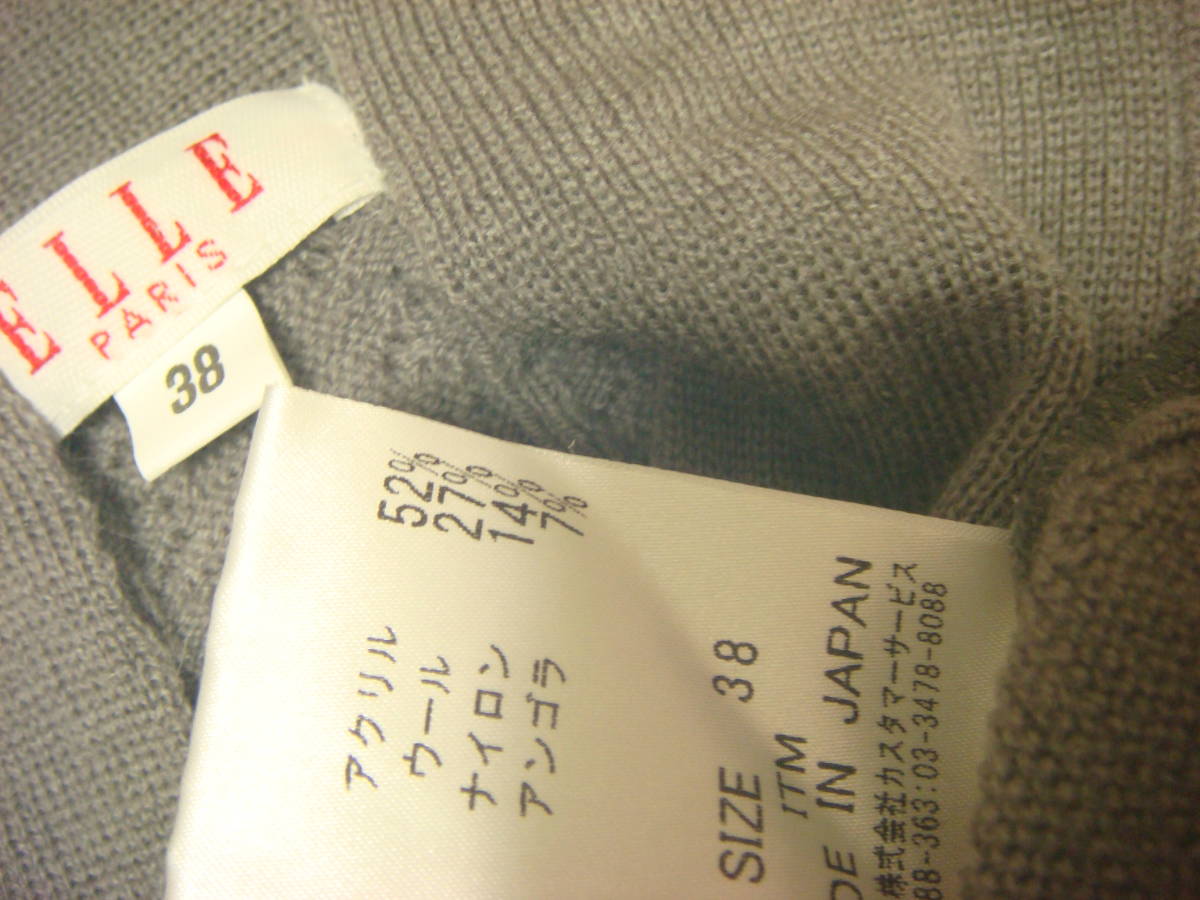 ELLE
PARIS
38
アクリル 52%
ウール 27%
ナイロン 14%
アンゴラ 7%
SIZE 38
ITM
DE IN JAPAN
株式会社カスタマーサービス
88-363:03-3478-8088